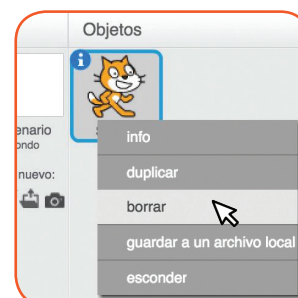 Objetos
enario
ondo
nuevo:
info
duplicar
borrar
guardar a un archivo local
esconder